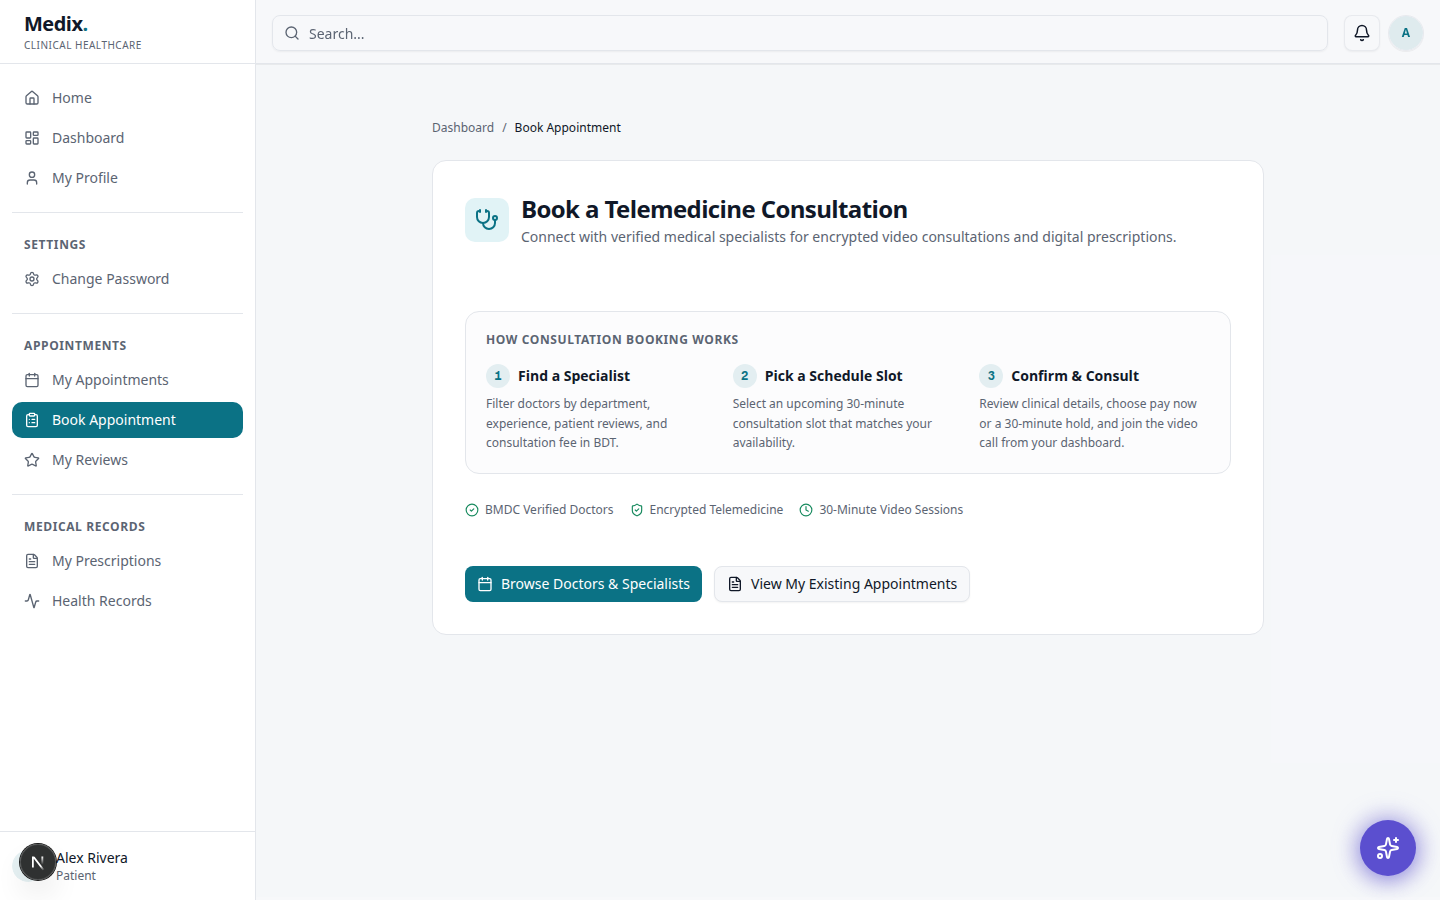 Medix.
CLINICAL HEALTHCARE
Search...
A
Home
Dashboard
My Profile
SETTINGS
Change Password
APPOINTMENTS
My Appointments
Book Appointment
My Reviews
MEDICAL RECORDS
My Prescriptions
Health Records
N
Alex Rivera
Patient
Dashboard / Book Appointment
Book a Telemedicine Consultation
Connect with verified medical specialists for encrypted video consultations and digital prescriptions.
HOW CONSULTATION BOOKING WORKS
1 Find a Specialist
Filter doctors by department,
experience, patient reviews, and
consultation fee in BDT.
2 Pick a Schedule Slot
Select an upcoming 30-minute
consultation slot that matches your
availability.
3 Confirm & Consult
Review clinical details, choose pay now
or a 30-minute hold, and join the video
call from your dashboard.
BMDC Verified Doctors
Encrypted Telemedicine
30-Minute Video Sessions
Browse Doctors & Specialists
View My Existing Appointments